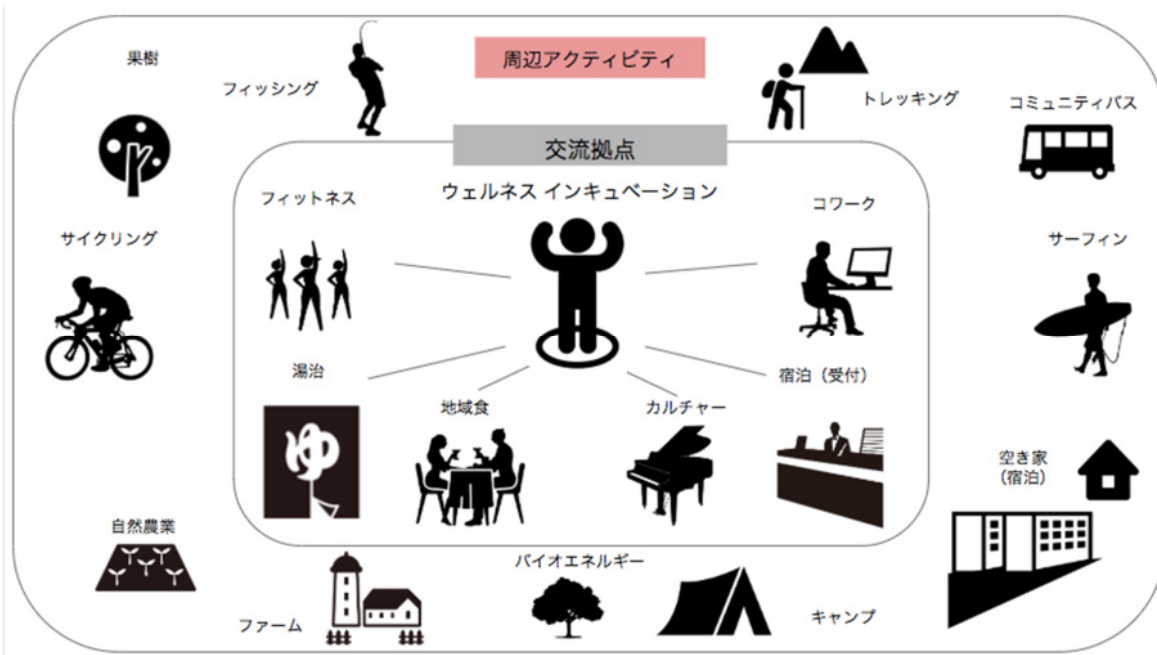 果樹
フィッシング
周辺アクティビティ
トレッキング
コミュニティバス
交流拠点
ウェルネス インキュベーション
フィットネス
コワーク
サイクリング
サーフィン
湯治
地域食
カルチャー
宿泊（受付）
ゆ
空き家
（宿泊）
自然農業
ファーム
バイオエネルギー
キャンプ